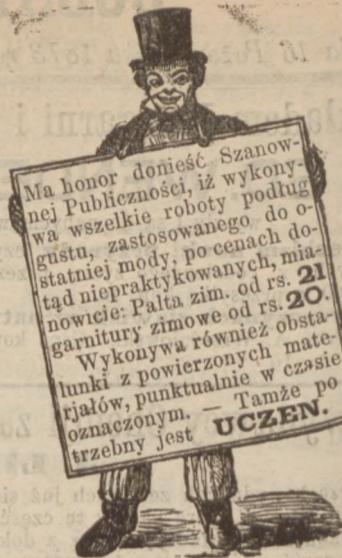 Ma honor donieść Szanow-
nej Publiczności, iż wykony-
wa wszelkie roboty podług
gustu, zastosowanego do o-
statniej mody, po cenach do-
tąd niepraktykowanych, mia-
nowicie: Palta zim. od rs. 21
garnitury zimowe od rs. 20.
Wykonywa również obsta-
lunki z powierzonych mate-
rjałów, punktualnie w czasie
oznaczonym. — Tamże po
trzebny jest UCZEN.